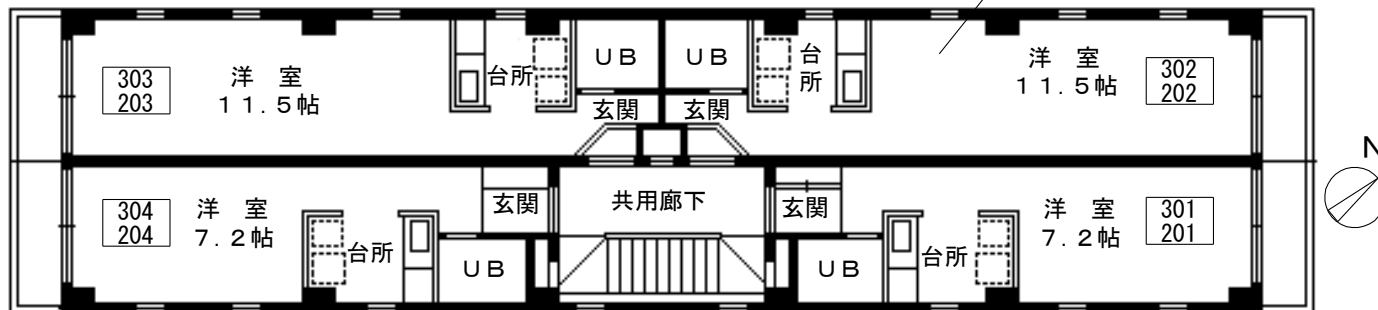 303
203
洋 室
11.5帖
台所
UB
玄関
UB
玄関
台
所
洋 室
11.5帖
302
202
N
304
204
洋 室
7.2帖
台所
玄関
UB
共用廊下
玄関
UB
台所
洋 室
7.2帖
301
201